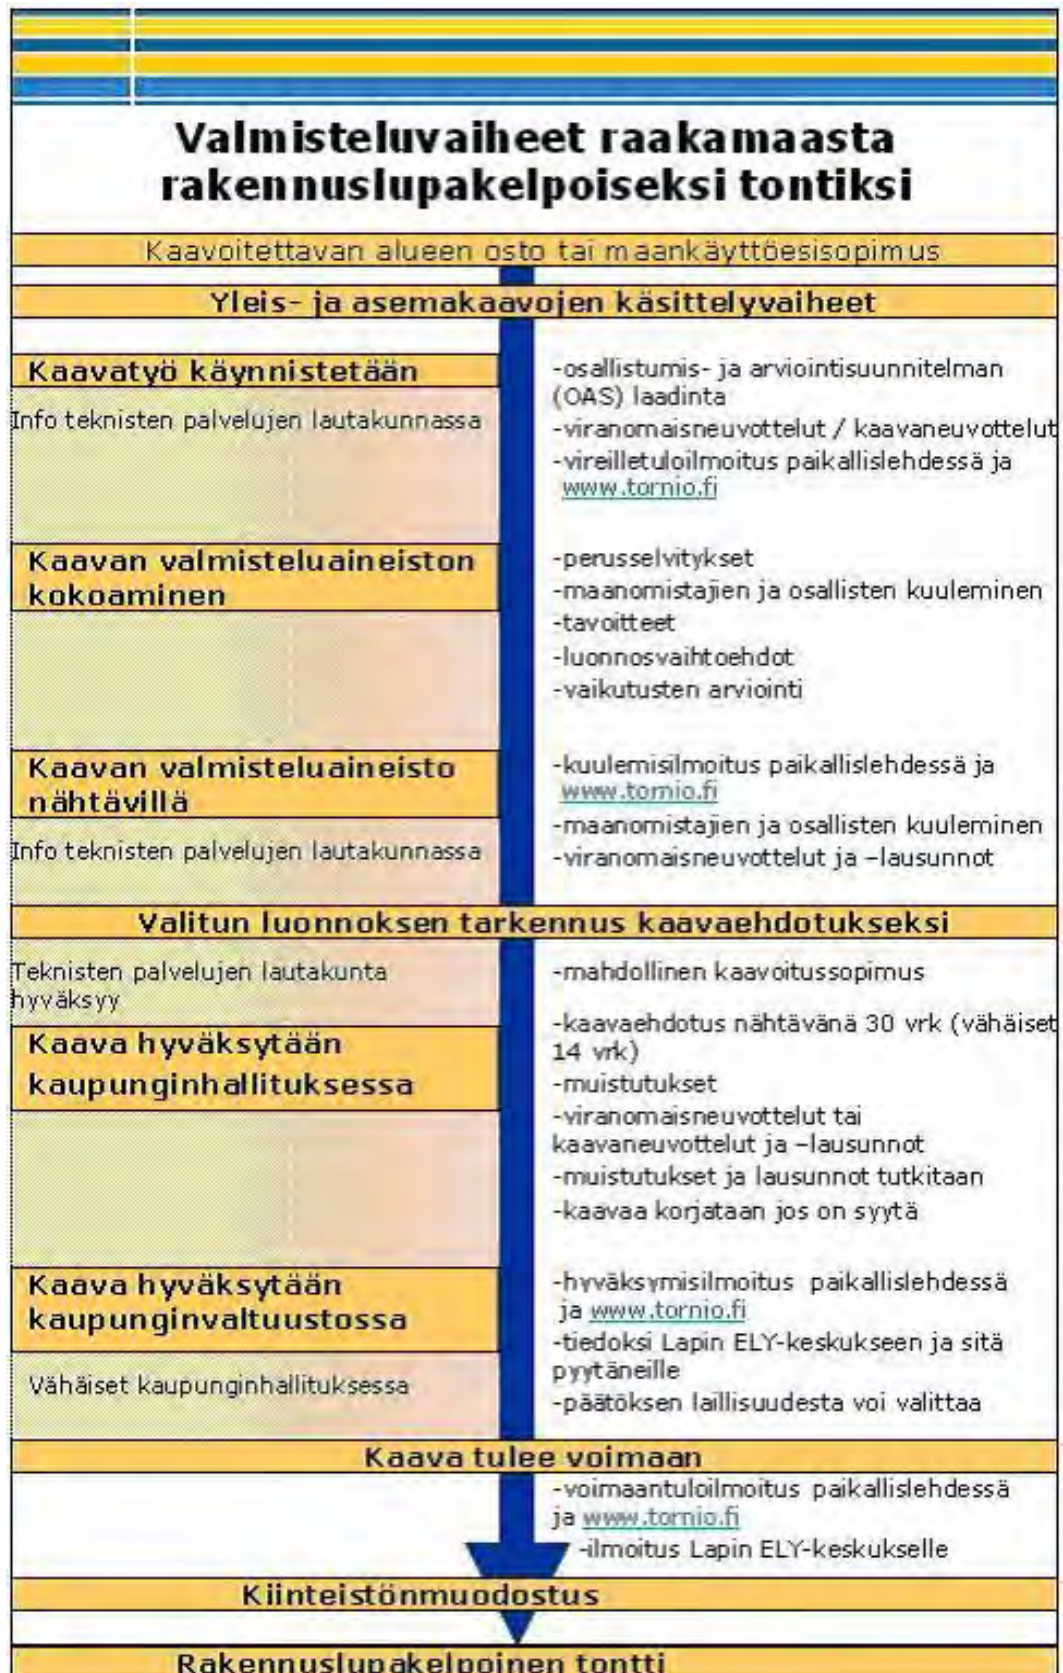 Valmisteluvaiheet raakamaasta
rakennuslupakelpoiseksi tontiksi
Kaavoitettavan alueen osto tai maankäyttöesisopimus
Yleis- ja asemakaavojen käsittelyvaiheet
Kaavatyö käynnistetään
Info teknisten palvelujen lautakunnassa
-osallistumis- ja arviointisuunnitelman
(OAS) laadinta
-viranomaisneuvottelut / kaavaneuvottelut
-vireilletuloilmoitus paikallislehdessä ja
www.tornio.fi
Kaavan valmisteluaineiston
kokoaminen
-perusselvitykset
-maanomistajien ja osallisten kuuleminen
-tavoitteet
-luonnosvaihtoehdot
-vaikutusten arviointi
Kaavan valmisteluaineisto
nähtävillä
Info teknisten palvelujen lautakunnassa
-kuulemisilmoitus paikallislehdessä ja
www.tornio.fi
-maanomistajien ja osallisten kuuleminen
-viranomaisneuvottelut ja –lausunnot
Valitun luonnoksen tarkennus kaavaehdotukseksi
Teknisten palvelujen lautakunta
hyväksyy
Kaava hyväksytään
kaupunginhallituksessa
-mahdollinen kaavoitussopimus
-kaavaehdotus nähtävänä 30 vrk (vähäiset
14 vrk)
-muistutukset
-viranomaisneuvottelut tai
kaavaneuvottelut ja –lausunnot
-muistutukset ja lausunnot tutkitaan
-kaavaa korjataan jos on syytä
Kaava hyväksytään
kaupunginvaltuustossa
Vähäiset kaupunginhallituksessa
-hyväksymisilmoitus paikallislehdessä
ja www.tornio.fi
-tiedoksi Lapin ELY-keskukseen ja sitä
pyytäneille
-päätöksen laillisuudesta voi valittaa
Kaava tulee voimaan
-voimaantuloilmoitus paikallislehdessä
ja www.tornio.fi
-ilmoitus Lapin ELY-keskukselle
Kiinteistönmuodostus
Rakennuslupakelpoinen tontti